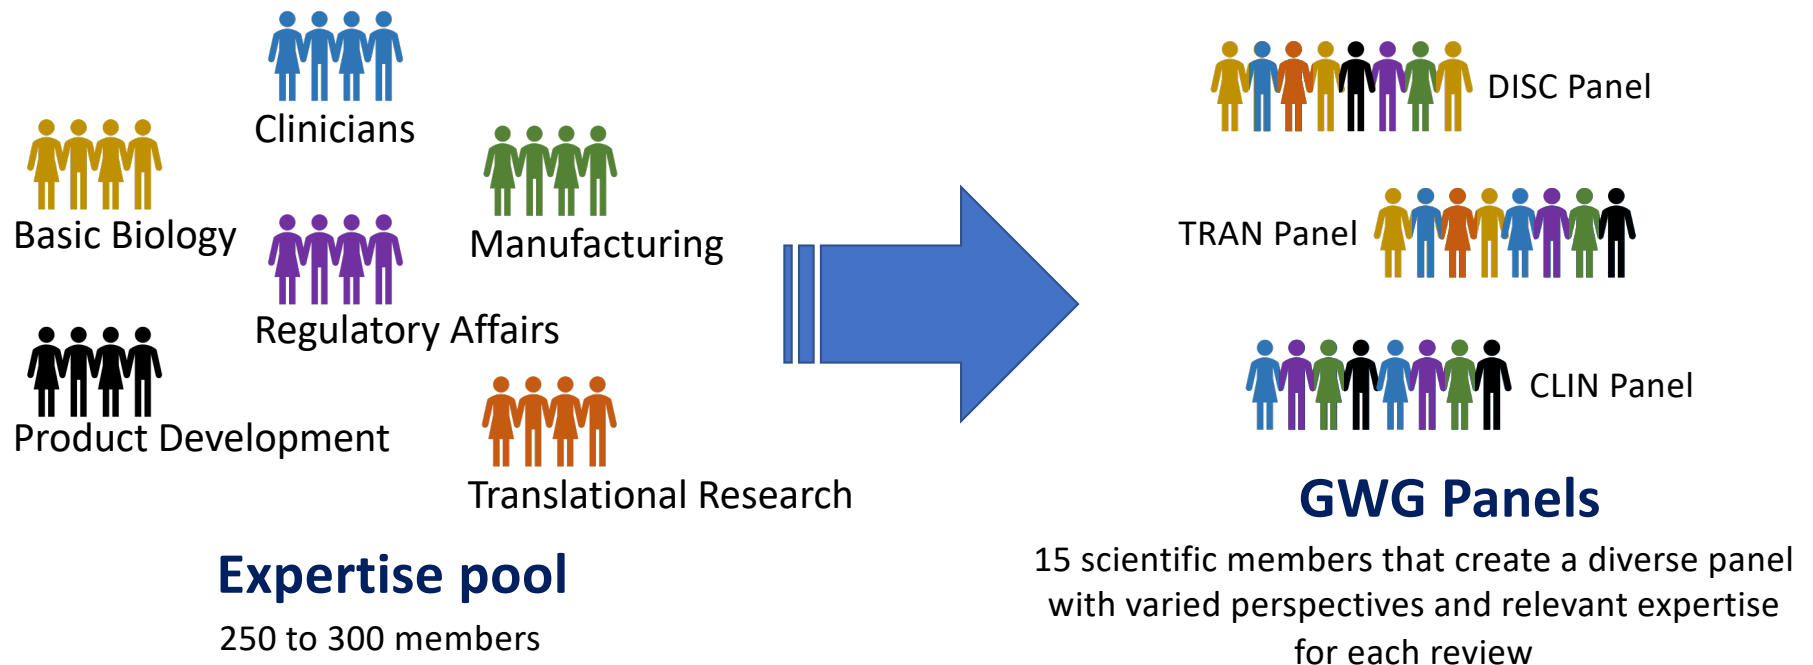 Clinicians
Basic Biology
Manufacturing
Regulatory Affairs
Product Development
Translational Research
Expertise pool
250 to 300 members
DISC Panel
TRAN Panel
CLIN Panel
GWG Panels
15 scientific members that create a diverse panel
with varied perspectives and relevant expertise
for each review